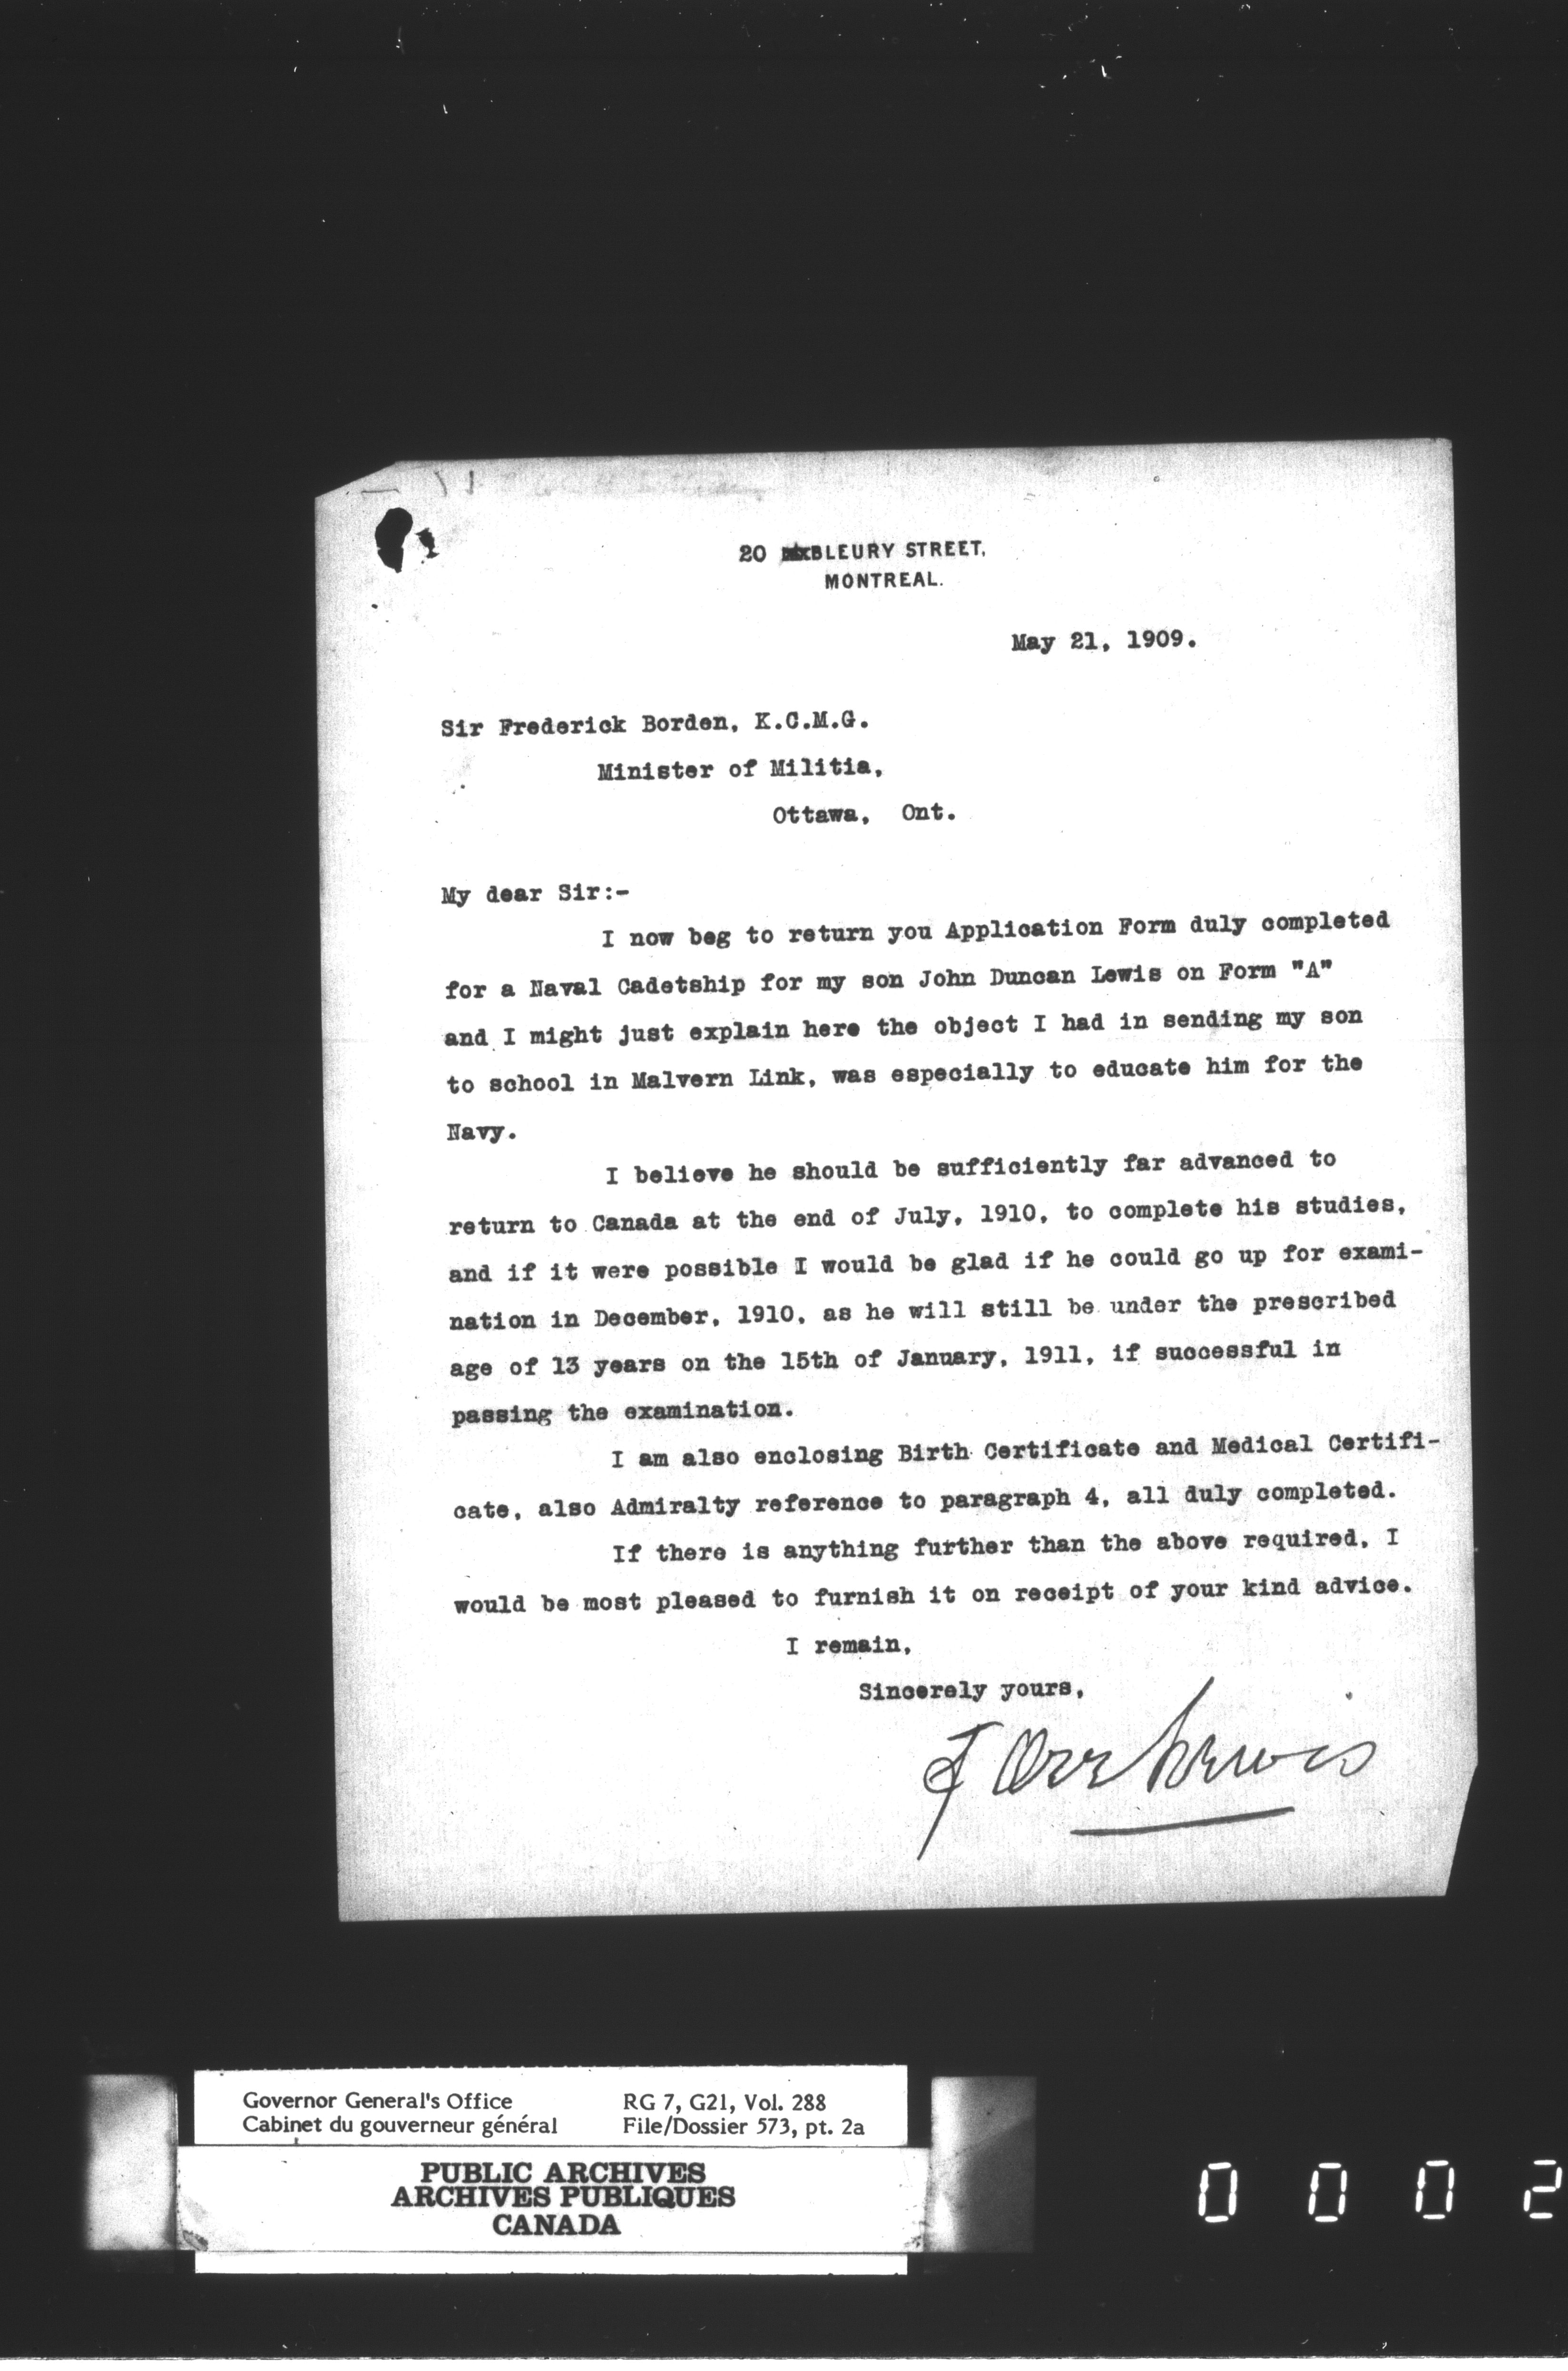 20 BLEURY STREET,
MONTREAL.
May 21, 1909.
Sir Frederick Borden, K.C.M.G.
Minister of Militia,
Ottawa, Ont.
My dear Sir:-
I now beg to return you Application Form duly completed
for a Naval Cadetship for my son John Duncan Lewis on Form "A"
and I might just explain here the object I had in sending my son
to school in Malvern Link, was especially to educate him for the
Navy.
I believe he should be sufficiently far advanced to
return to Canada at the end of July, 1910, to complete his studies,
and if it were possible I would be glad if he could go up for exami-
nation in December, 1910, as he will still be under the prescribed
age of 13 years on the 15th of January, 1911, if successful in
passing the examination.
I am also enclosing Birth Certificate and Medical Certifi-
cate, also Admiralty reference to paragraph 4, all duly completed.
If there is anything further than the above required, I
would be most pleased to furnish it on receipt of your kind advice.
I remain,
Sincerely yours,
F Orr Lewis
Governor General's Office RG 7, G21, Vol. 288
Cabinet du gouverneur général File/Dossier 573, pt. 2a
PUBLIC ARCHIVES
ARCHIVES PUBLIQUES
CANADA
0 0 0 2